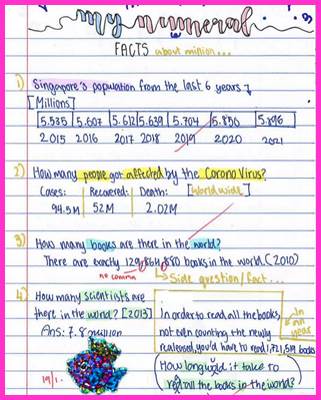 my numeral
FACTS about million...
1) Singapore's population from the last 6 years
[Millions]
5.535 5.607 5.612 5.639 5.704 5.850 5.896
2015 2016 2017 2018 2019 2020 2021
2) How many people got affected by the Corona Virus?
Cases: Recovered: Death: [worldwide]
94.5M 52M 2.02M
3) How many books are there in the world?
There are exactly 129,864,880 books in the world. (2010)
no comma
Side question/fact...
4) How many scientists are
there in the world? [2013]
Ans: 7.8 million
In order to read all the books,
not even counting the newly
realeased, you'd have to read 1,721,519 books
In
an
year
How long would it take to
read all the books in the world?
19/1